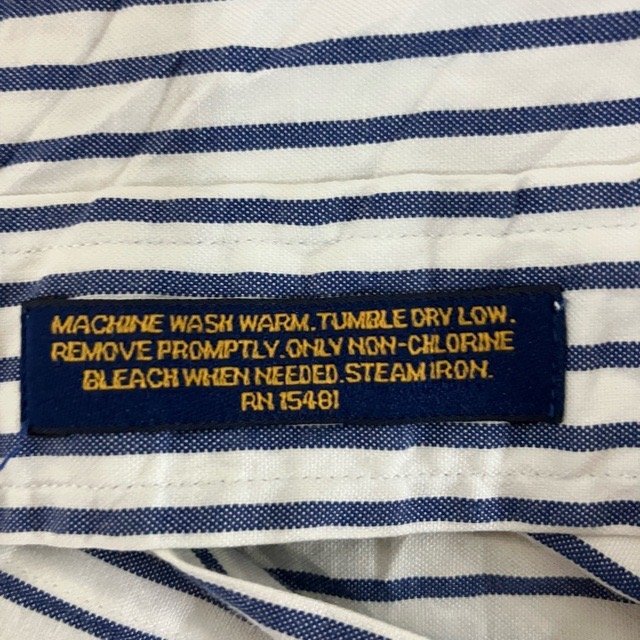 MACHINE WASH WARM. TUMBLE DRY LOW.
REMOVE PROMPTLY. ONLY NON-CHLORINE
BLEACH WHEN NEEDED. STEAM IRON.
RN 15481